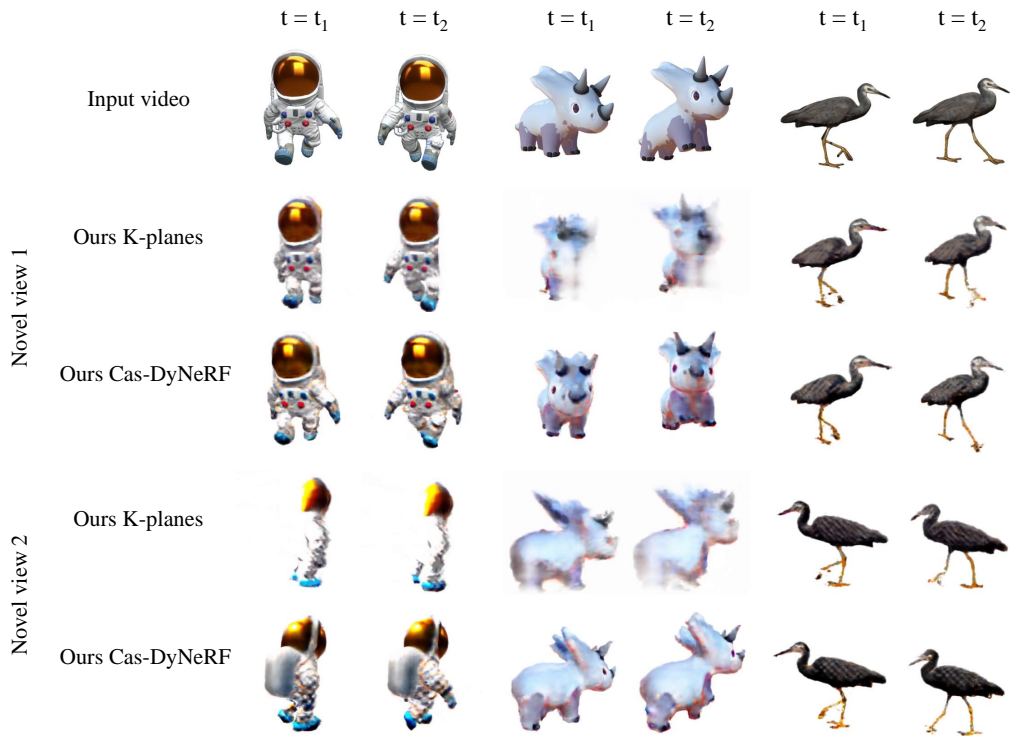 t = t1 t = t2 t = t1 t = t2 t = t1 t = t2
Input video
Novel view 1
Ours K-planes
Ours Cas-DyNeRF
Novel view 2
Ours K-planes
Ours Cas-DyNeRF